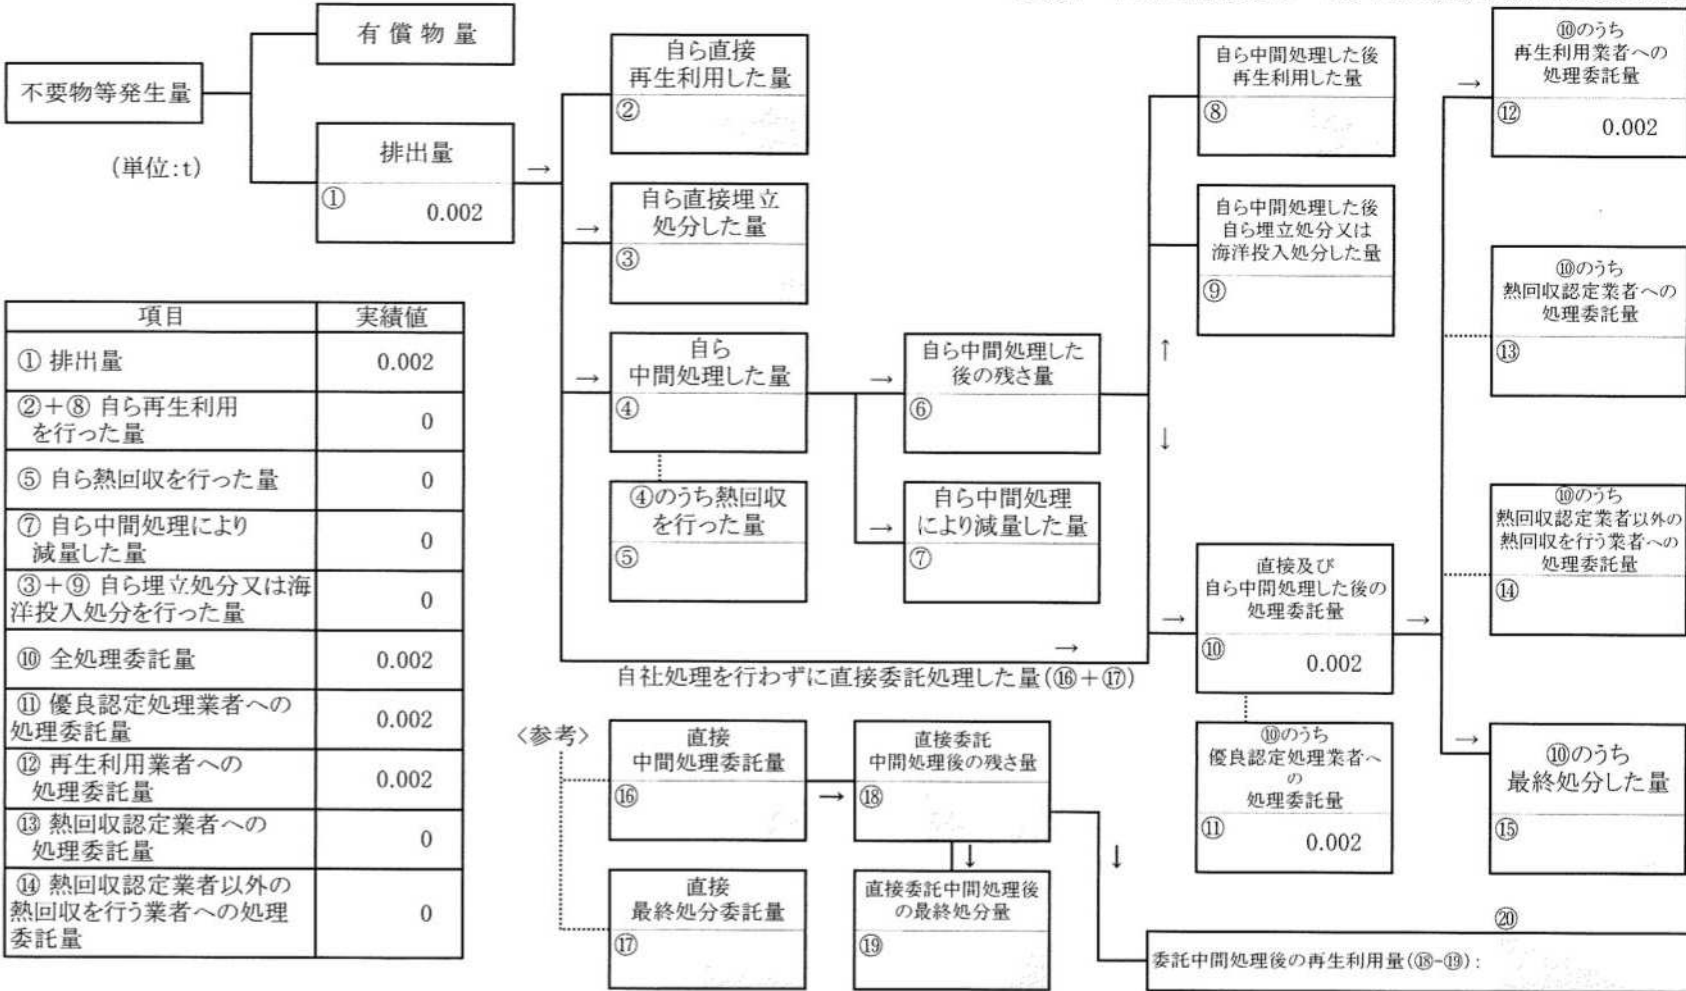 不要物等発生量
(単位:t)
有償物量
排出量
①
0.002
自ら直接
再生利用した量
②
自ら直接埋立
処分した量
③
自ら
中間処理した量
④
④のうち熱回収
を行った量
⑤
自ら中間処理した
後の残さ量
⑥
自ら中間処理
により減量した量
⑦
自ら中間処理した後
再生利用した量
⑧
自ら中間処理した後
自ら埋立処分又は
海洋投入処分した量
⑨
直接及び
自ら中間処理した後の
処理委託量
⑩
0.002
⑩のうち
優良認定処理業者へ
の
処理委託量
⑪
0.002
⑩のうち
再生利用業者への
処理委託量
⑫
0.002
⑩のうち
熱回収認定業者への
処理委託量
⑬
⑩のうち
熱回収認定業者以外の
熱回収を行う業者への
処理委託量
⑭
⑩のうち
最終処分した量
⑮
自社処理を行わずに直接委託処理した量(⑯+⑰)
<参考>
直接
中間処理委託量
⑯
直接
最終処分委託量
⑰
直接委託
中間処理後の残さ量
⑱
直接委託中間処理後
の最終処分量
⑲
⑳
委託中間処理後の再生利用量(⑱-⑲):
項目 実績値
① 排出量 0.002
②+⑧ 自ら再生利用
を行った量 0
⑤ 自ら熱回収を行った量 0
⑦ 自ら中間処理により
減量した量 0
③+⑨ 自ら埋立処分又は海
洋投入処分を行った量 0
⑩ 全処理委託量 0.002
⑪ 優良認定処理業者への
処理委託量 0.002
⑫ 再生利用業者への
処理委託量 0.002
⑬ 熱回収認定業者への
処理委託量 0
⑭ 熱回収認定業者以外の
熱回収を行う業者への処理
委託量 0